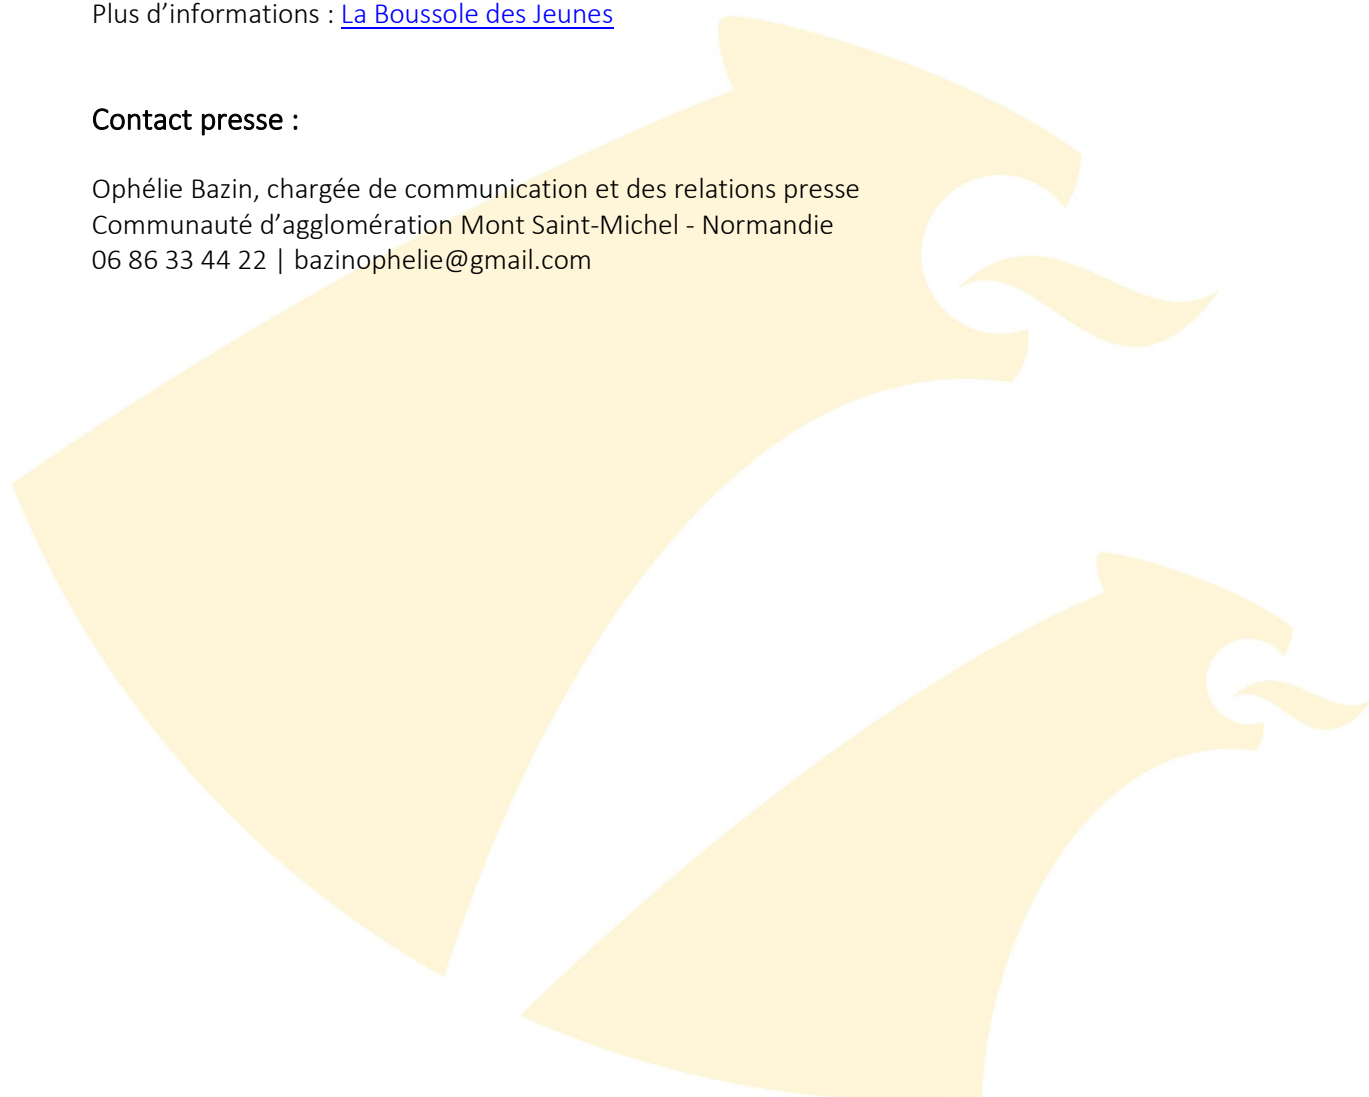 Plus d’informations : La Boussole des Jeunes
Contact presse :
Ophélie Bazin, chargée de communication et des relations presse
Communauté d’agglomération Mont Saint-Michel - Normandie
06 86 33 44 22 | bazinophelie@gmail.com